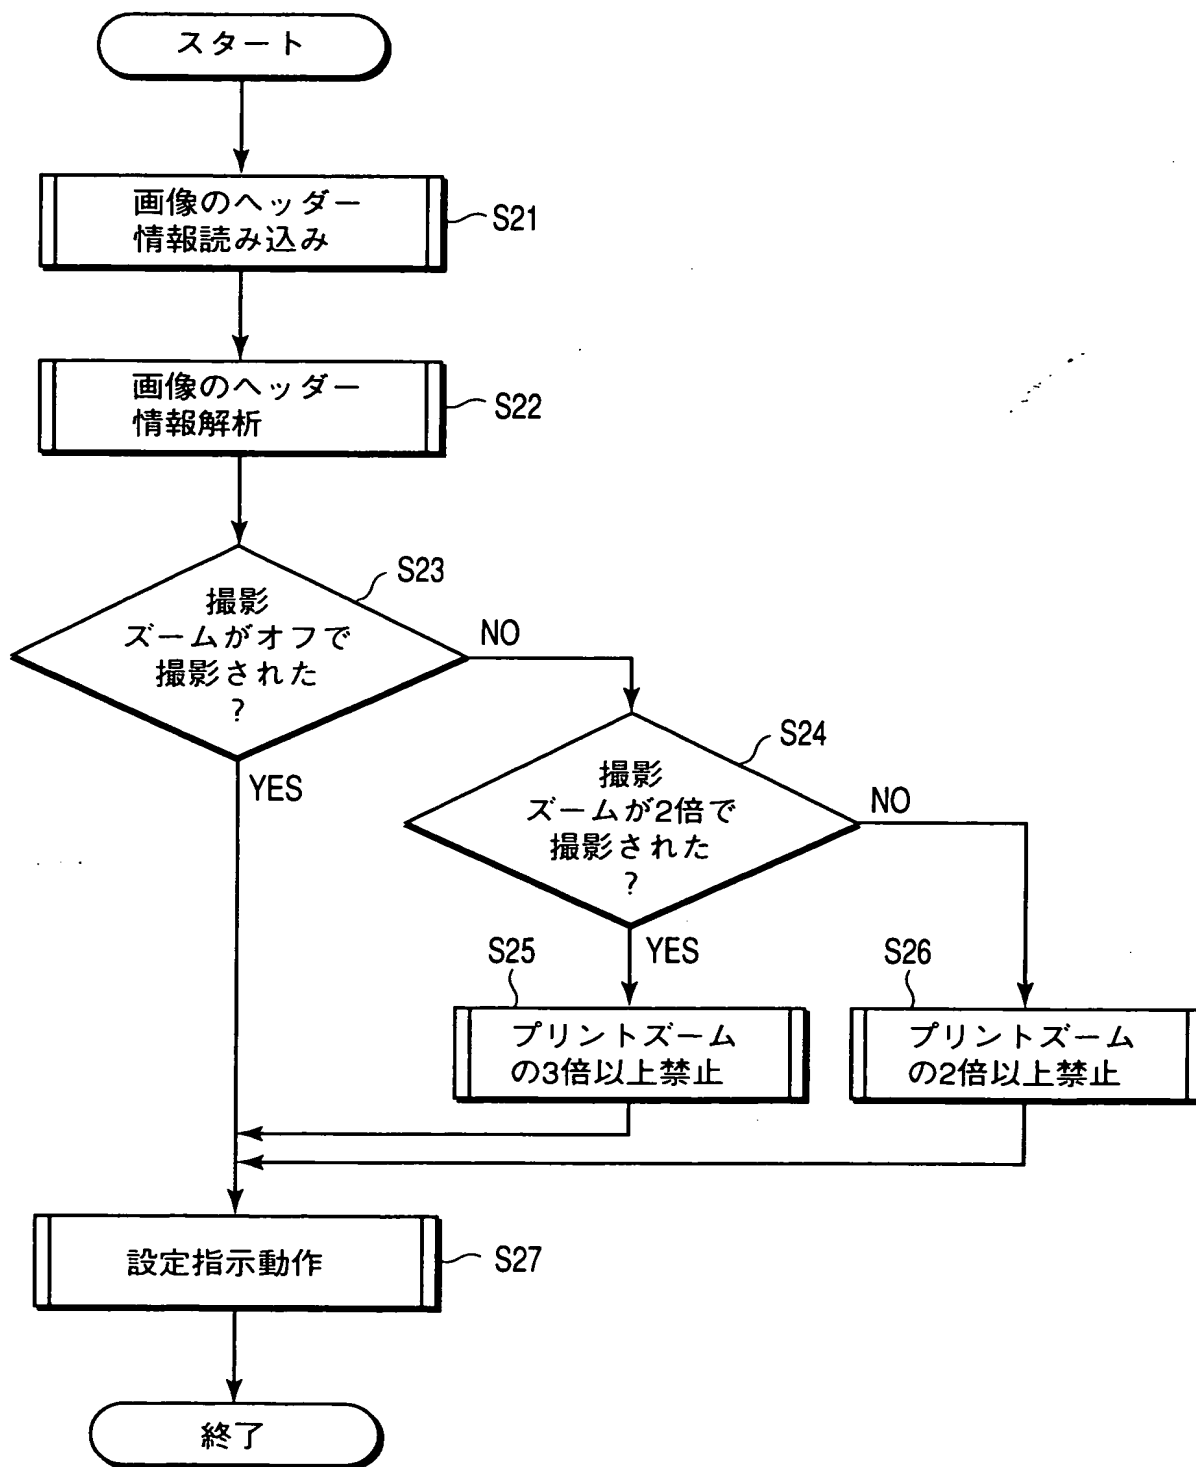 スタート
画像のヘッダー
情報読み込み
S21
画像のヘッダー
情報解析
S22
撮影
ズームがオフで
撮影された
?
S23
NO
YES
撮影
ズームが2倍で
撮影された
?
S24
NO
YES
S25
プリントズーム
の3倍以上禁止
S26
プリントズーム
の2倍以上禁止
設定指示動作
S27
終了